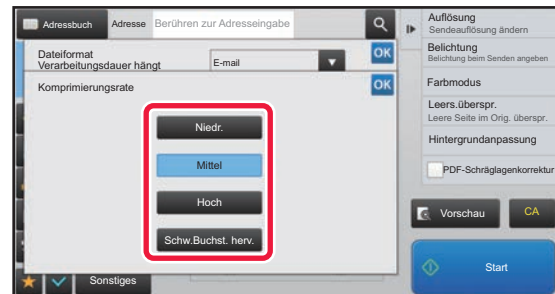 Adressbuch Adresse Berühren zur Adresseingabe
Dateiformat
Verarbeitungsdauer hängt E-mail OK
Komprimierungsrate OK
Niedr.
Mittel
Hoch
Schw.Buchst. herv.
Sonstiges
Auflösung
Sendeauflösung ändern
Belichtung
Belichtung beim Senden angeben
Farbmodus
Leers.überspr.
Leere Seite im Orig. überspr.
Hintergrundanpassung
PDF-Schräglagenkorrektur
Vorschau CA
Start